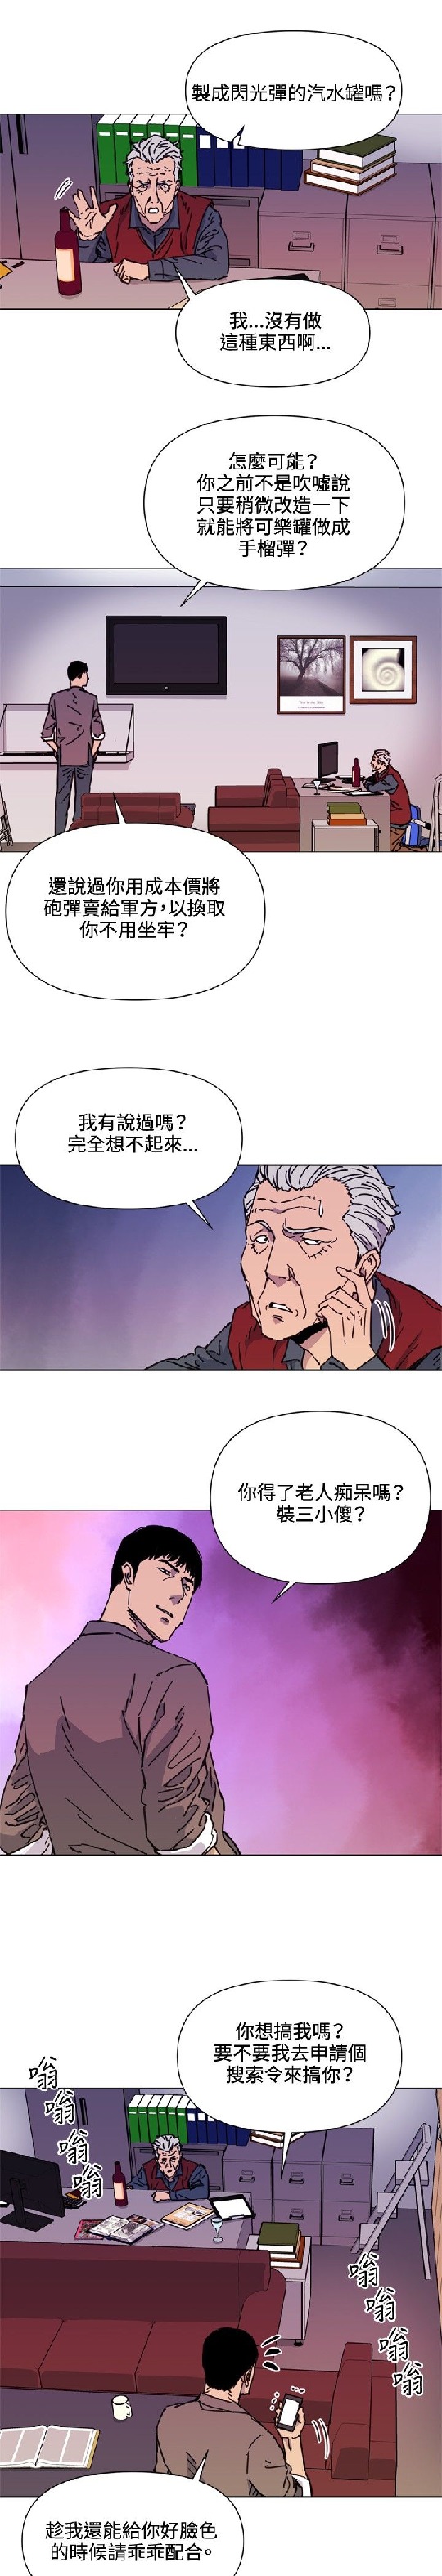 製成閃光彈的汽水罐嗎?
我...沒有做
這種東西啊...
怎麼可能?
你之前不是吹噓說
只要稍微改造一下
就能將可樂罐做成
手榴彈?
還說過你用成本價將
砲彈賣給軍方,以換取
你不用坐牢?
我有說過嗎?
完全想不起來...
你得了老人痴呆嗎?
裝三小傻?
你想搞我嗎?
要不要我去申請個
搜索令來搞你?
嗡
嗡
嗡
嗡
嗡
嗡
嗡
嗡
趁我還能給你好臉色
的時候請乖乖配合。